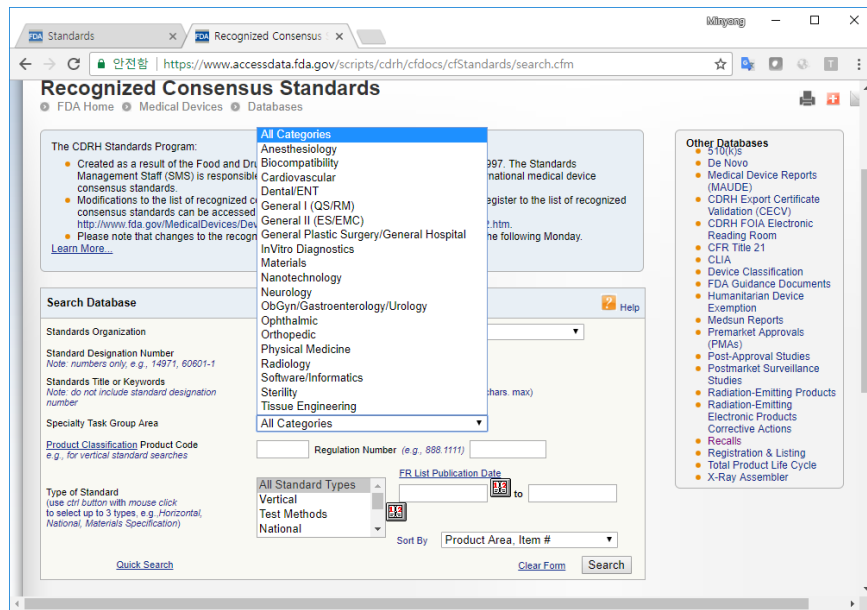 Minyong
FDA Standards
FDA Recognized Consensus S
안전함 | https://www.accessdata.fda.gov/scripts/cdrh/cfdocs/cfStandards/search.cfm
Recognized Consensus Standards
FDA Home Medical Devices Databases
The CDRH Standards Program:
Created as a result of the Food and Dru 997. The Standards
Management Staff (SMS) is responsible national medical device
consensus standards.
Modifications to the list of recognized co egister to the list of recognized
consensus standards can be accessed
http://www.fda.gov/MedicalDevices/Dev 2.htm.
Please note that changes to the recogn he following Monday.
Learn More...
All Categories
Anesthesiology
Biocompatibility
Cardiovascular
Dental/ENT
General I (QS/RM)
General II (ES/EMC)
General Plastic Surgery/General Hospital
InVitro Diagnostics
Materials
Nanotechnology
Neurology
ObGyn/Gastroenterology/Urology
Ophthalmic
Orthopedic
Physical Medicine
Radiology
Software/Informatics
Sterility
Tissue Engineering
Search Database
? Help
Standards Organization
Standard Designation Number
Note: numbers only, e.g., 14971, 60601-1
Standards Title or Keywords
Note: do not include standard designation
number
chars. max)
Specialty Task Group Area
All Categories
Product Classification Product Code
e.g., for vertical standard searches
Regulation Number (e.g., 888.1111)
Type of Standard
(use ctrl button with mouse click
to select up to 3 types, e.g.,Horizontal,
National, Materials Specification)
All Standard Types
Vertical
Test Methods
National
FR List Publication Date
to
Sort By Product Area, Item #
Quick Search
Clear Form
Search
Other Databases
510(k)s
De Novo
Medical Device Reports
(MAUDE)
CDRH Export Certificate
Validation (CECV)
CDRH FOIA Electronic
Reading Room
CFR Title 21
CLIA
Device Classification
FDA Guidance Documents
Humanitarian Device
Exemption
Medsun Reports
Premarket Approvals
(PMAs)
Post-Approval Studies
Postmarket Surveillance
Studies
Radiation-Emitting Products
Radiation-Emitting
Electronic Products
Corrective Actions
Recalls
Registration & Listing
Total Product Life Cycle
X-Ray Assembler